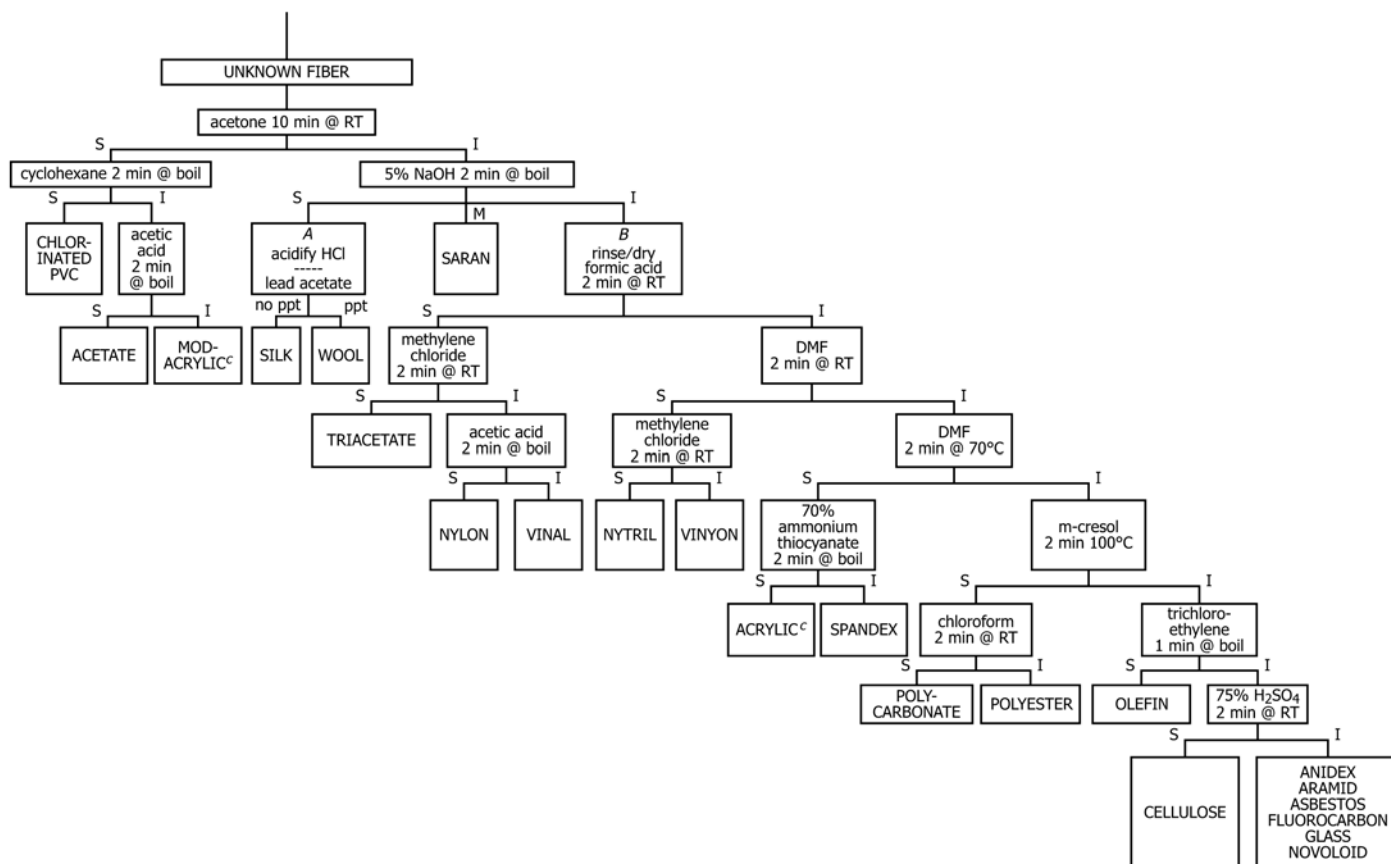 UNKNOWN FIBER
acetone 10 min @ RT
S
I
cyclohexane 2 min @ boil
5% NaOH 2 min @ boil
S
I
S
M
I
CHLOR-
INATED
PVC
acetic
acid
2 min
@ boil
A
acidify HCl
-----
lead acetate
SARAN
B
rinse/dry
formic acid
2 min @ RT
S
I
no ppt
ppt
S
I
ACETATE
MOD-
ACRYLICᶜ
SILK
WOOL
methylene
chloride
2 min @ RT
DMF
2 min @ RT
S
I
S
I
TRIACETATE
acetic acid
2 min @ boil
methylene
chloride
2 min @ RT
DMF
2 min @ 70°C
S
I
S
I
S
I
NYLON
VINAL
NYTRIL
VINYON
70%
ammonium
thiocyanate
2 min @ boil
m-cresol
2 min 100°C
S
I
S
I
ACRYLICᶜ
SPANDEX
chloroform
2 min @ RT
trichloro-
ethylene
1 min @ boil
S
I
S
I
POLY-
CARBONATE
POLYESTER
OLEFIN
75% H₂SO₄
2 min @ RT
S
I
CELLULOSE
ANIDEX
ARAMID
ASBESTOS
FLUOROCARBON
GLASS
NOVOLOID